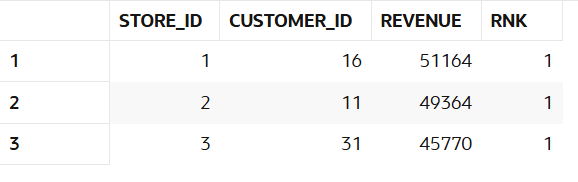 STORE_ID CUSTOMER_ID REVENUE RNK
1 1 16 51164 1
2 2 11 49364 1
3 3 31 45770 1